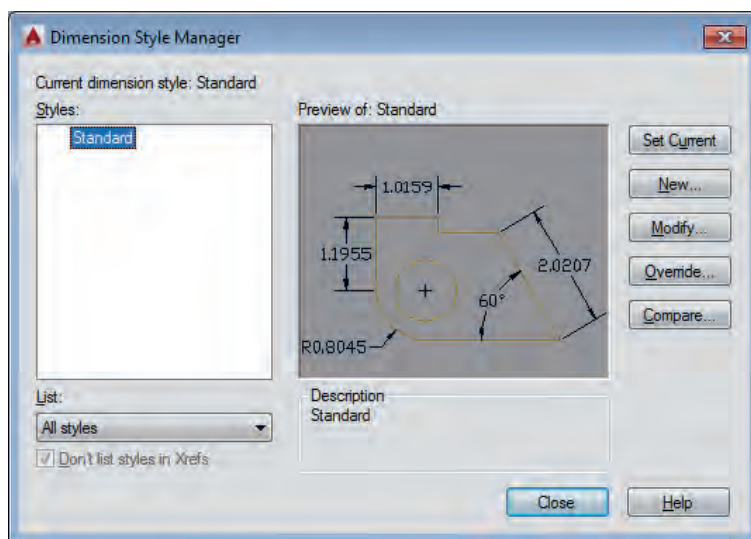 Dimension Style Manager
Current dimension style: Standard
Styles:
Standard
Preview of: Standard
1.0159
1.1955
2.0207
60°
R0.8045
Set Current
New...
Modify...
Override...
Compare...
List:
All styles
Don't list styles in Xrefs
Description
Standard
Close
Help